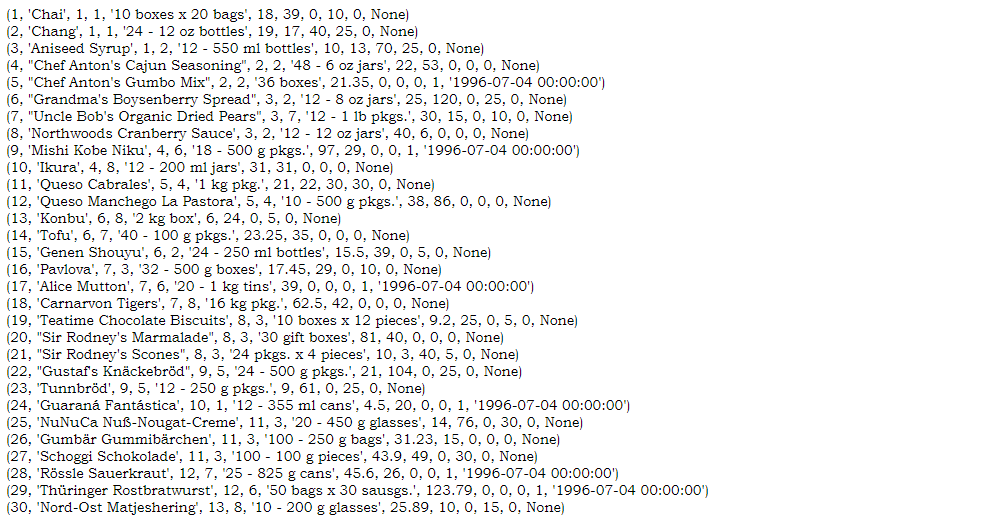 (1, 'Chai', 1, 1, '10 boxes x 20 bags', 18, 39, 0, 10, 0, None)
(2, 'Chang', 1, 1, '24 - 12 oz bottles', 19, 17, 40, 25, 0, None)
(3, 'Aniseed Syrup', 1, 2, '12 - 550 ml bottles', 10, 13, 70, 25, 0, None)
(4, "Chef Anton's Cajun Seasoning", 2, 2, '48 - 6 oz jars', 22, 53, 0, 0, 0, None)
(5, "Chef Anton's Gumbo Mix", 2, 2, '36 boxes', 21.35, 0, 0, 0, 1, '1996-07-04 00:00:00')
(6, "Grandma's Boysenberry Spread", 3, 2, '12 - 8 oz jars', 25, 120, 0, 25, 0, None)
(7, "Uncle Bob's Organic Dried Pears", 3, 7, '12 - 1 lb pkgs.', 30, 15, 0, 10, 0, None)
(8, 'Northwoods Cranberry Sauce', 3, 2, '12 - 12 oz jars', 40, 6, 0, 0, 0, None)
(9, 'Mishi Kobe Niku', 4, 6, '18 - 500 g pkgs.', 97, 29, 0, 0, 1, '1996-07-04 00:00:00')
(10, 'Ikura', 4, 8, '12 - 200 ml jars', 31, 31, 0, 0, 0, None)
(11, 'Queso Cabrales', 5, 4, '1 kg pkg.', 21, 22, 30, 30, 0, None)
(12, 'Queso Manchego La Pastora', 5, 4, '10 - 500 g pkgs.', 38, 86, 0, 0, 0, None)
(13, 'Konbu', 6, 8, '2 kg box', 6, 24, 0, 5, 0, None)
(14, 'Tofu', 6, 7, '40 - 100 g pkgs.', 23.25, 35, 0, 0, 0, None)
(15, 'Genen Shouyu', 6, 2, '24 - 250 ml bottles', 15.5, 39, 0, 5, 0, None)
(16, 'Pavlova', 7, 3, '32 - 500 g boxes', 17.45, 29, 0, 10, 0, None)
(17, 'Alice Mutton', 7, 6, '20 - 1 kg tins', 39, 0, 0, 0, 1, '1996-07-04 00:00:00')
(18, 'Carnarvon Tigers', 7, 8, '16 kg pkg.', 62.5, 42, 0, 0, 0, None)
(19, 'Teatime Chocolate Biscuits', 8, 3, '10 boxes x 12 pieces', 9.2, 25, 0, 5, 0, None)
(20, "Sir Rodney's Marmalade", 8, 3, '30 gift boxes', 81, 40, 0, 0, 0, None)
(21, "Sir Rodney's Scones", 8, 3, '24 pkgs. x 4 pieces', 10, 3, 40, 5, 0, None)
(22, "Gustaf's Knäckebröd", 9, 5, '24 - 500 g pkgs.', 21, 104, 0, 25, 0, None)
(23, 'Tunnbröd', 9, 5, '12 - 250 g pkgs.', 9, 61, 0, 25, 0, None)
(24, 'Guaraná Fantástica', 10, 1, '12 - 355 ml cans', 4.5, 20, 0, 0, 1, '1996-07-04 00:00:00')
(25, 'NuNuCa Nuß-Nougat-Creme', 11, 3, '20 - 450 g glasses', 14, 76, 0, 30, 0, None)
(26, 'Gumbär Gummibärchen', 11, 3, '100 - 250 g bags', 31.23, 15, 0, 0, 0, None)
(27, 'Schoggi Schokolade', 11, 3, '100 - 100 g pieces', 43.9, 49, 0, 30, 0, None)
(28, 'Rössle Sauerkraut', 12, 7, '25 - 825 g cans', 45.6, 26, 0, 0, 1, '1996-07-04 00:00:00')
(29, 'Thüringer Rostbratwurst', 12, 6, '50 bags x 30 sausgs.', 123.79, 0, 0, 0, 1, '1996-07-04 00:00:00')
(30, 'Nord-Ost Matjeshering', 13, 8, '10 - 200 g glasses', 25.89, 10, 0, 15, 0, None)